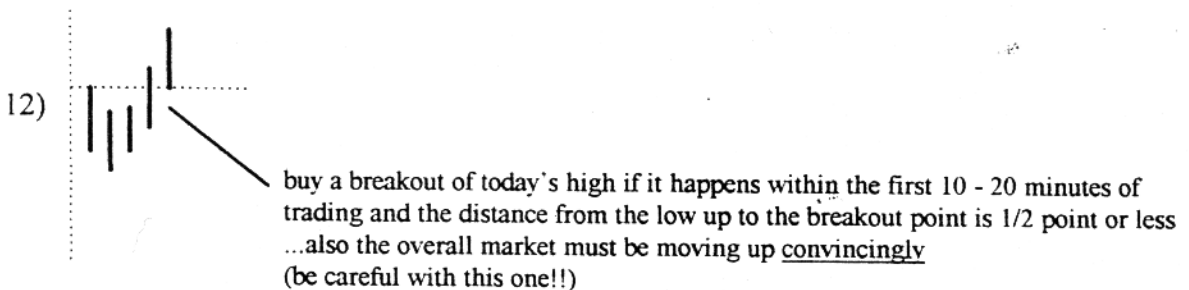 12)
buy a breakout of today's high if it happens within the first 10 - 20 minutes of
trading and the distance from the low up to the breakout point is 1/2 point or less
...also the overall market must be moving up convincingly
(be careful with this one!!)